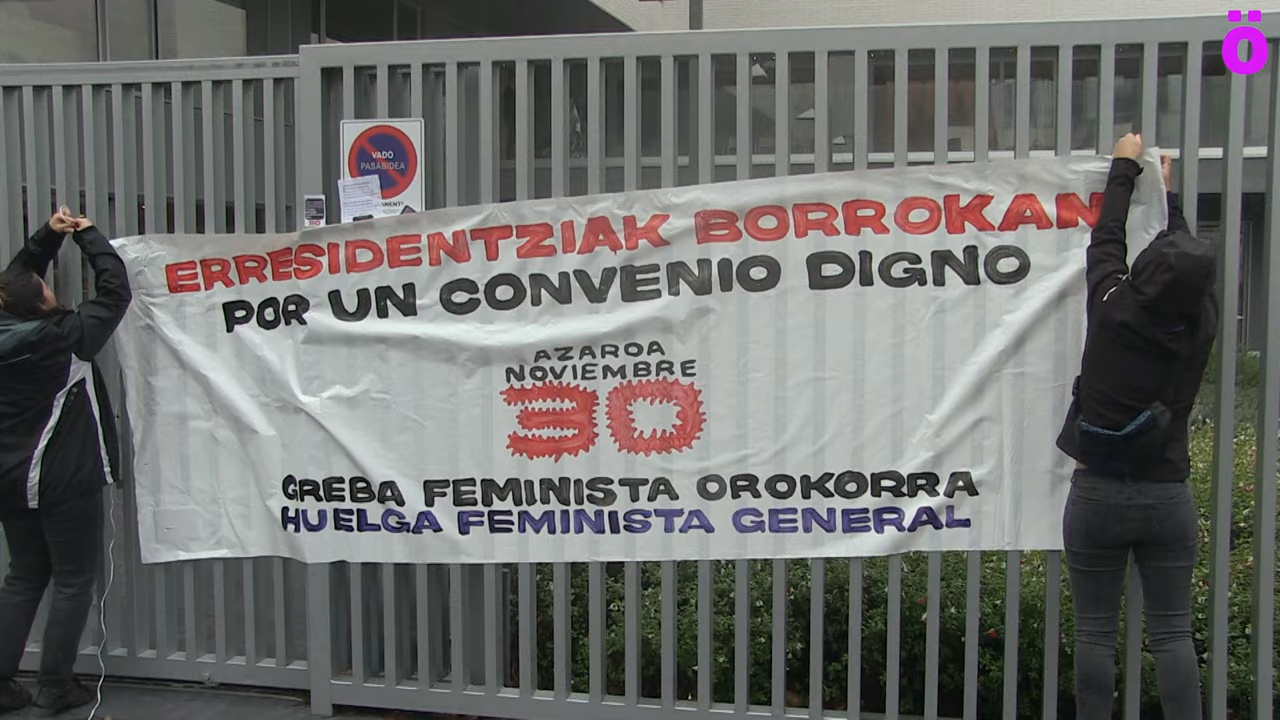 Ö
VADO
PASABIDEA
ERRESIDENTZIAK BORROKAN
POR UN CONVENIO DIGNO
AZAROA
NOVIEMBRE
30
GREBA FEMINISTA OROKORRA
HUELGA FEMINISTA GENERAL